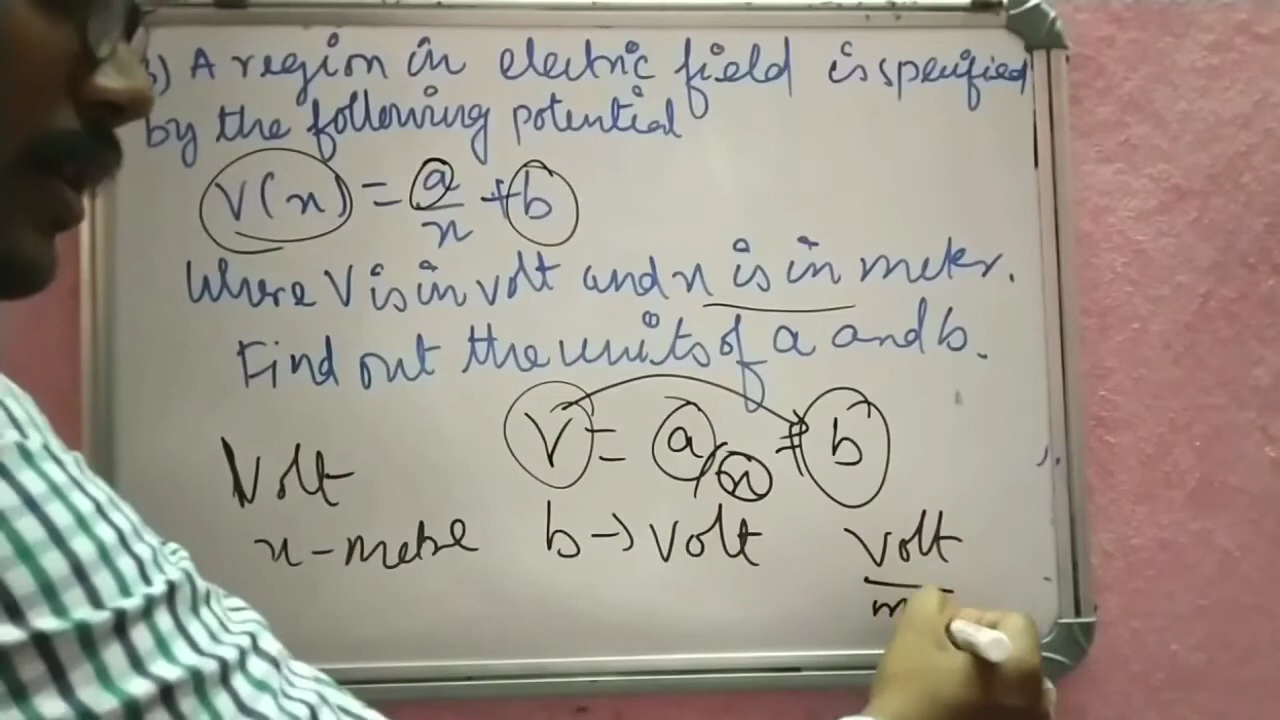 ) A region in electric field is specified
by the following potential
V(x) = a/x + b
Where V is in volt and x is in meter.
Find out the units of a and b.
V = a/x = b
Volt
x - metre b → Volt Volt
m